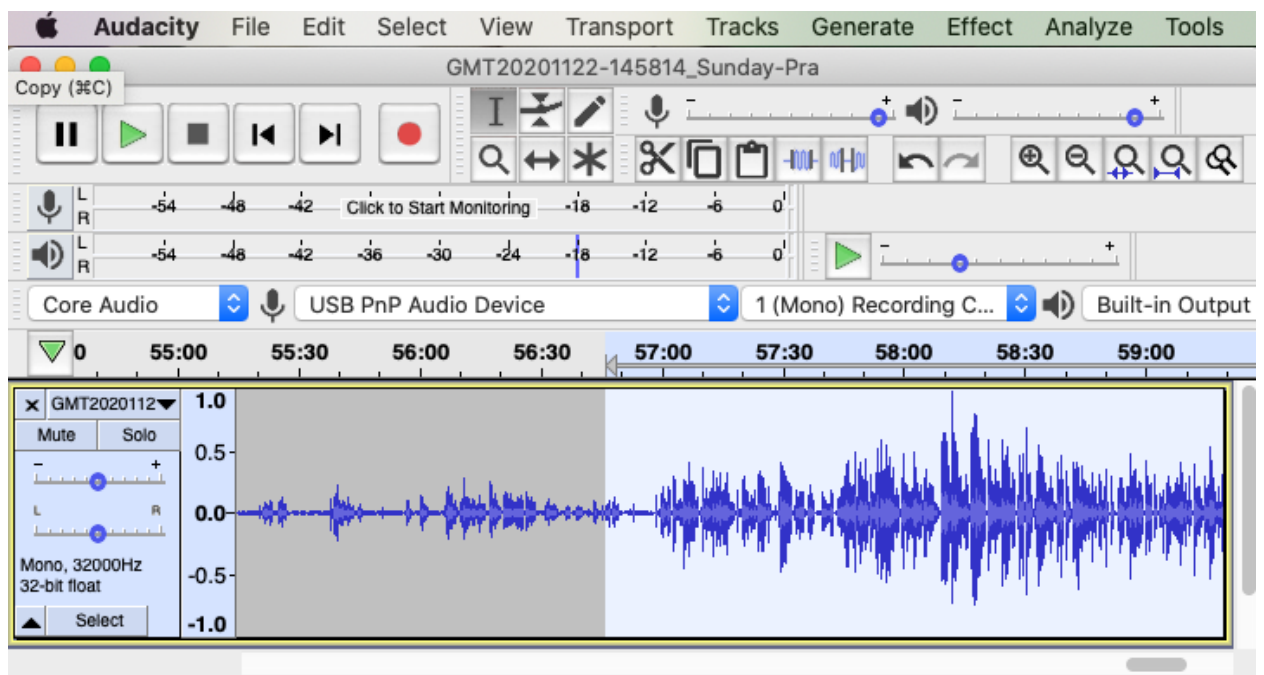 Audacity File Edit Select View Transport Tracks Generate Effect Analyze Tools
GMT20201122-145814_Sunday-Pra
Copy (⌘C)
- + - +
L R -54 -48 -42 Click to Start Monitoring -18 -12 -6 0
L R -54 -48 -42 -36 -30 -24 -18 -12 -6 0 - +
Core Audio USB PnP Audio Device 1 (Mono) Recording C... Built-in Output
0 55:00 55:30 56:00 56:30 57:00 57:30 58:00 58:30 59:00
x GMT2020112 1.0
Mute Solo
0.5
- +
L R 0.0
Mono, 32000Hz
32-bit float -0.5
Select -1.0